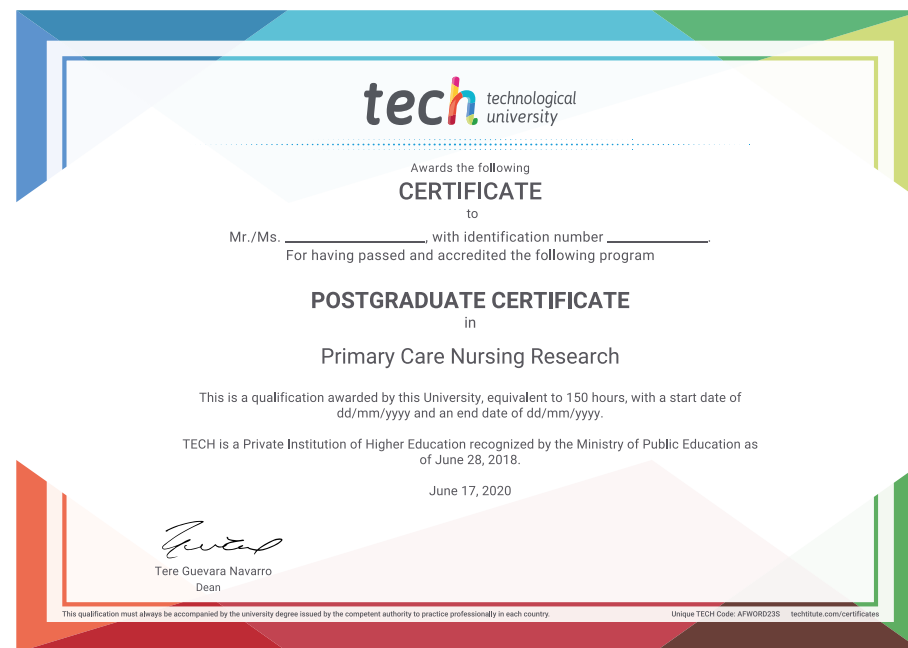 tech technological
university
Awards the following
CERTIFICATE
to
Mr./Ms. ____________________, with identification number __________________.
For having passed and accredited the following program
POSTGRADUATE CERTIFICATE
in
Primary Care Nursing Research
This is a qualification awarded by this University, equivalent to 150 hours, with a start date of
dd/mm/yyyy and an end date of dd/mm/yyyy.
TECH is a Private Institution of Higher Education recognized by the Ministry of Public Education as
of June 28, 2018.
June 17, 2020
Tere Guevara Navarro
Dean
This qualification must always be accompanied by the university degree issued by the competent authority to practice professionally in each country.
Unique TECH Code: AFWORD23S techtitute.com/certificates